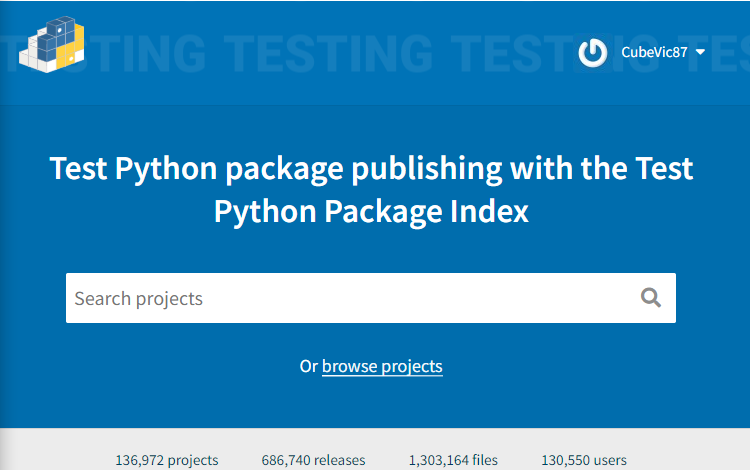 TESTING TESTING TESTING TES
CubeVic87
Test Python package publishing with the Test
Python Package Index
Search projects
Or browse projects
136,972 projects 686,740 releases 1,303,164 files 130,550 users